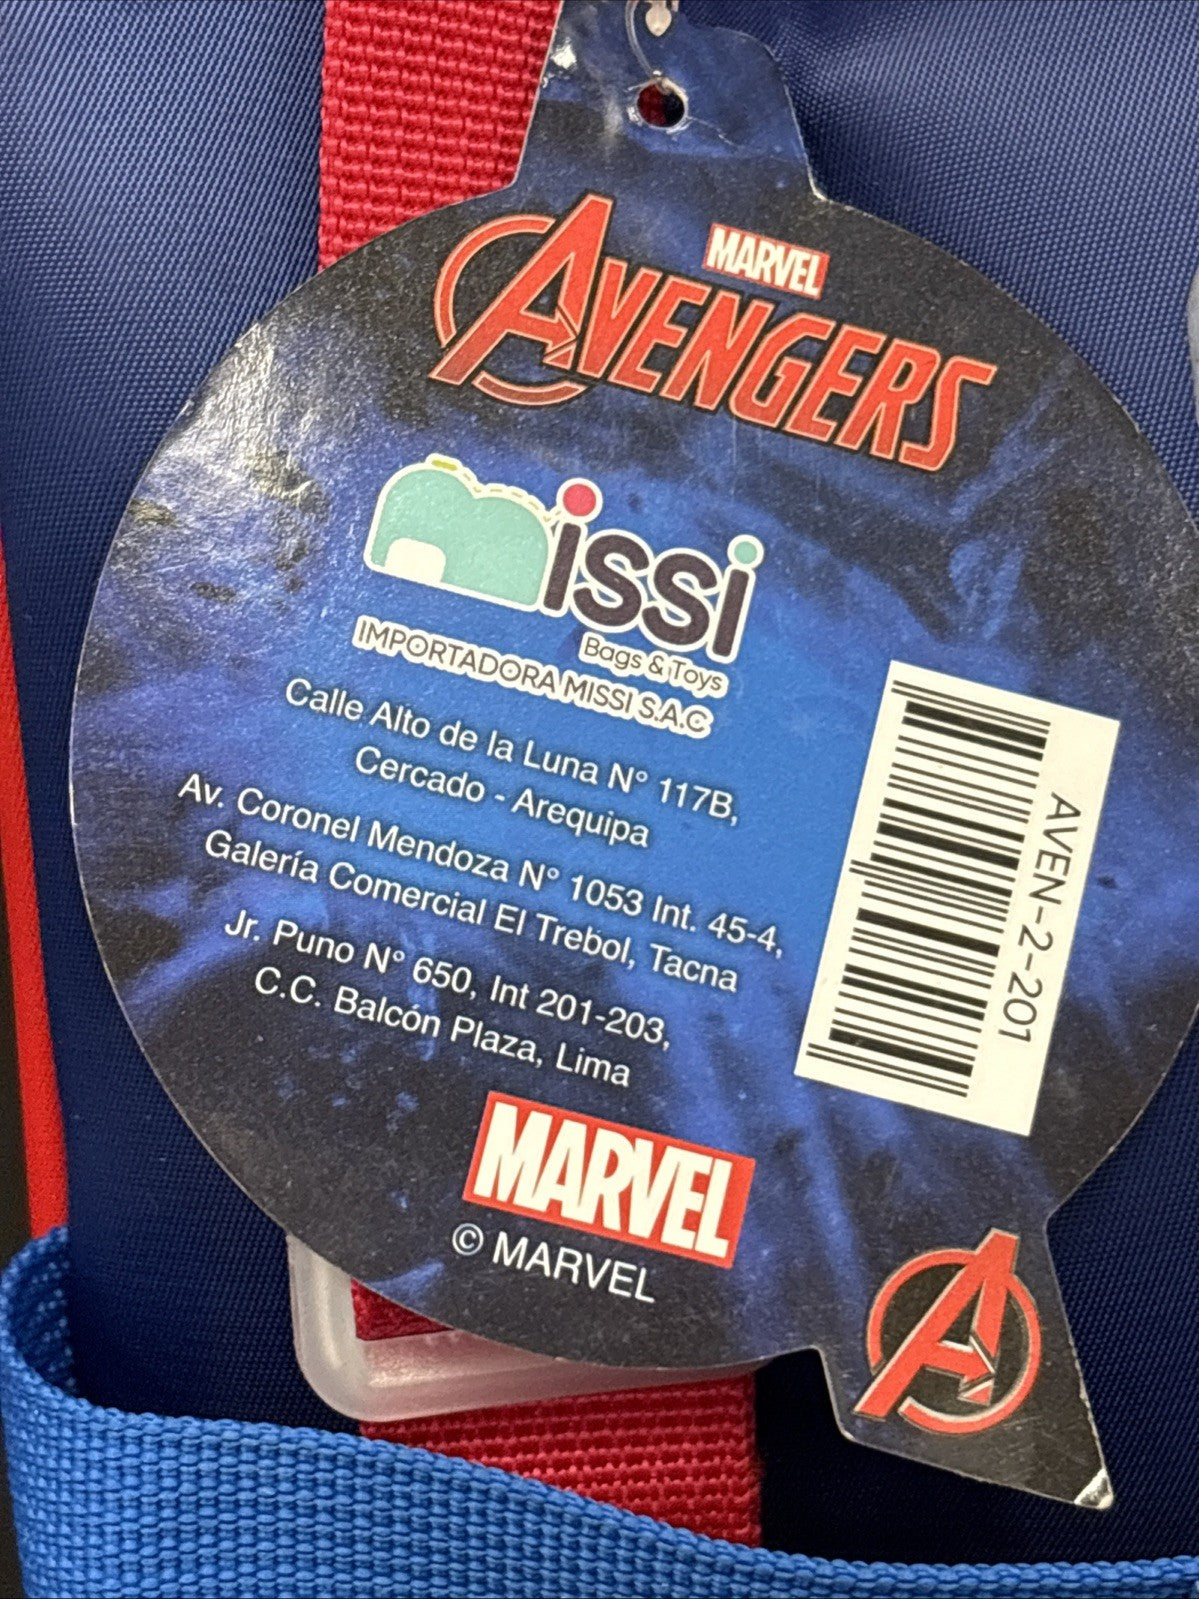 MARVEL
AVENGERS
missi
Bags & Toys
IMPORTADORA MISSI S.A.C
Calle Alto de la Luna N° 117B,
Cercado - Arequipa
Av. Coronel Mendoza N° 1053 Int. 45-4,
Galería Comercial El Trebol, Tacna
Jr. Puno N° 650, Int 201-203,
C.C. Balcón Plaza, Lima
AVEN-2-201
MARVEL
© MARVEL
A